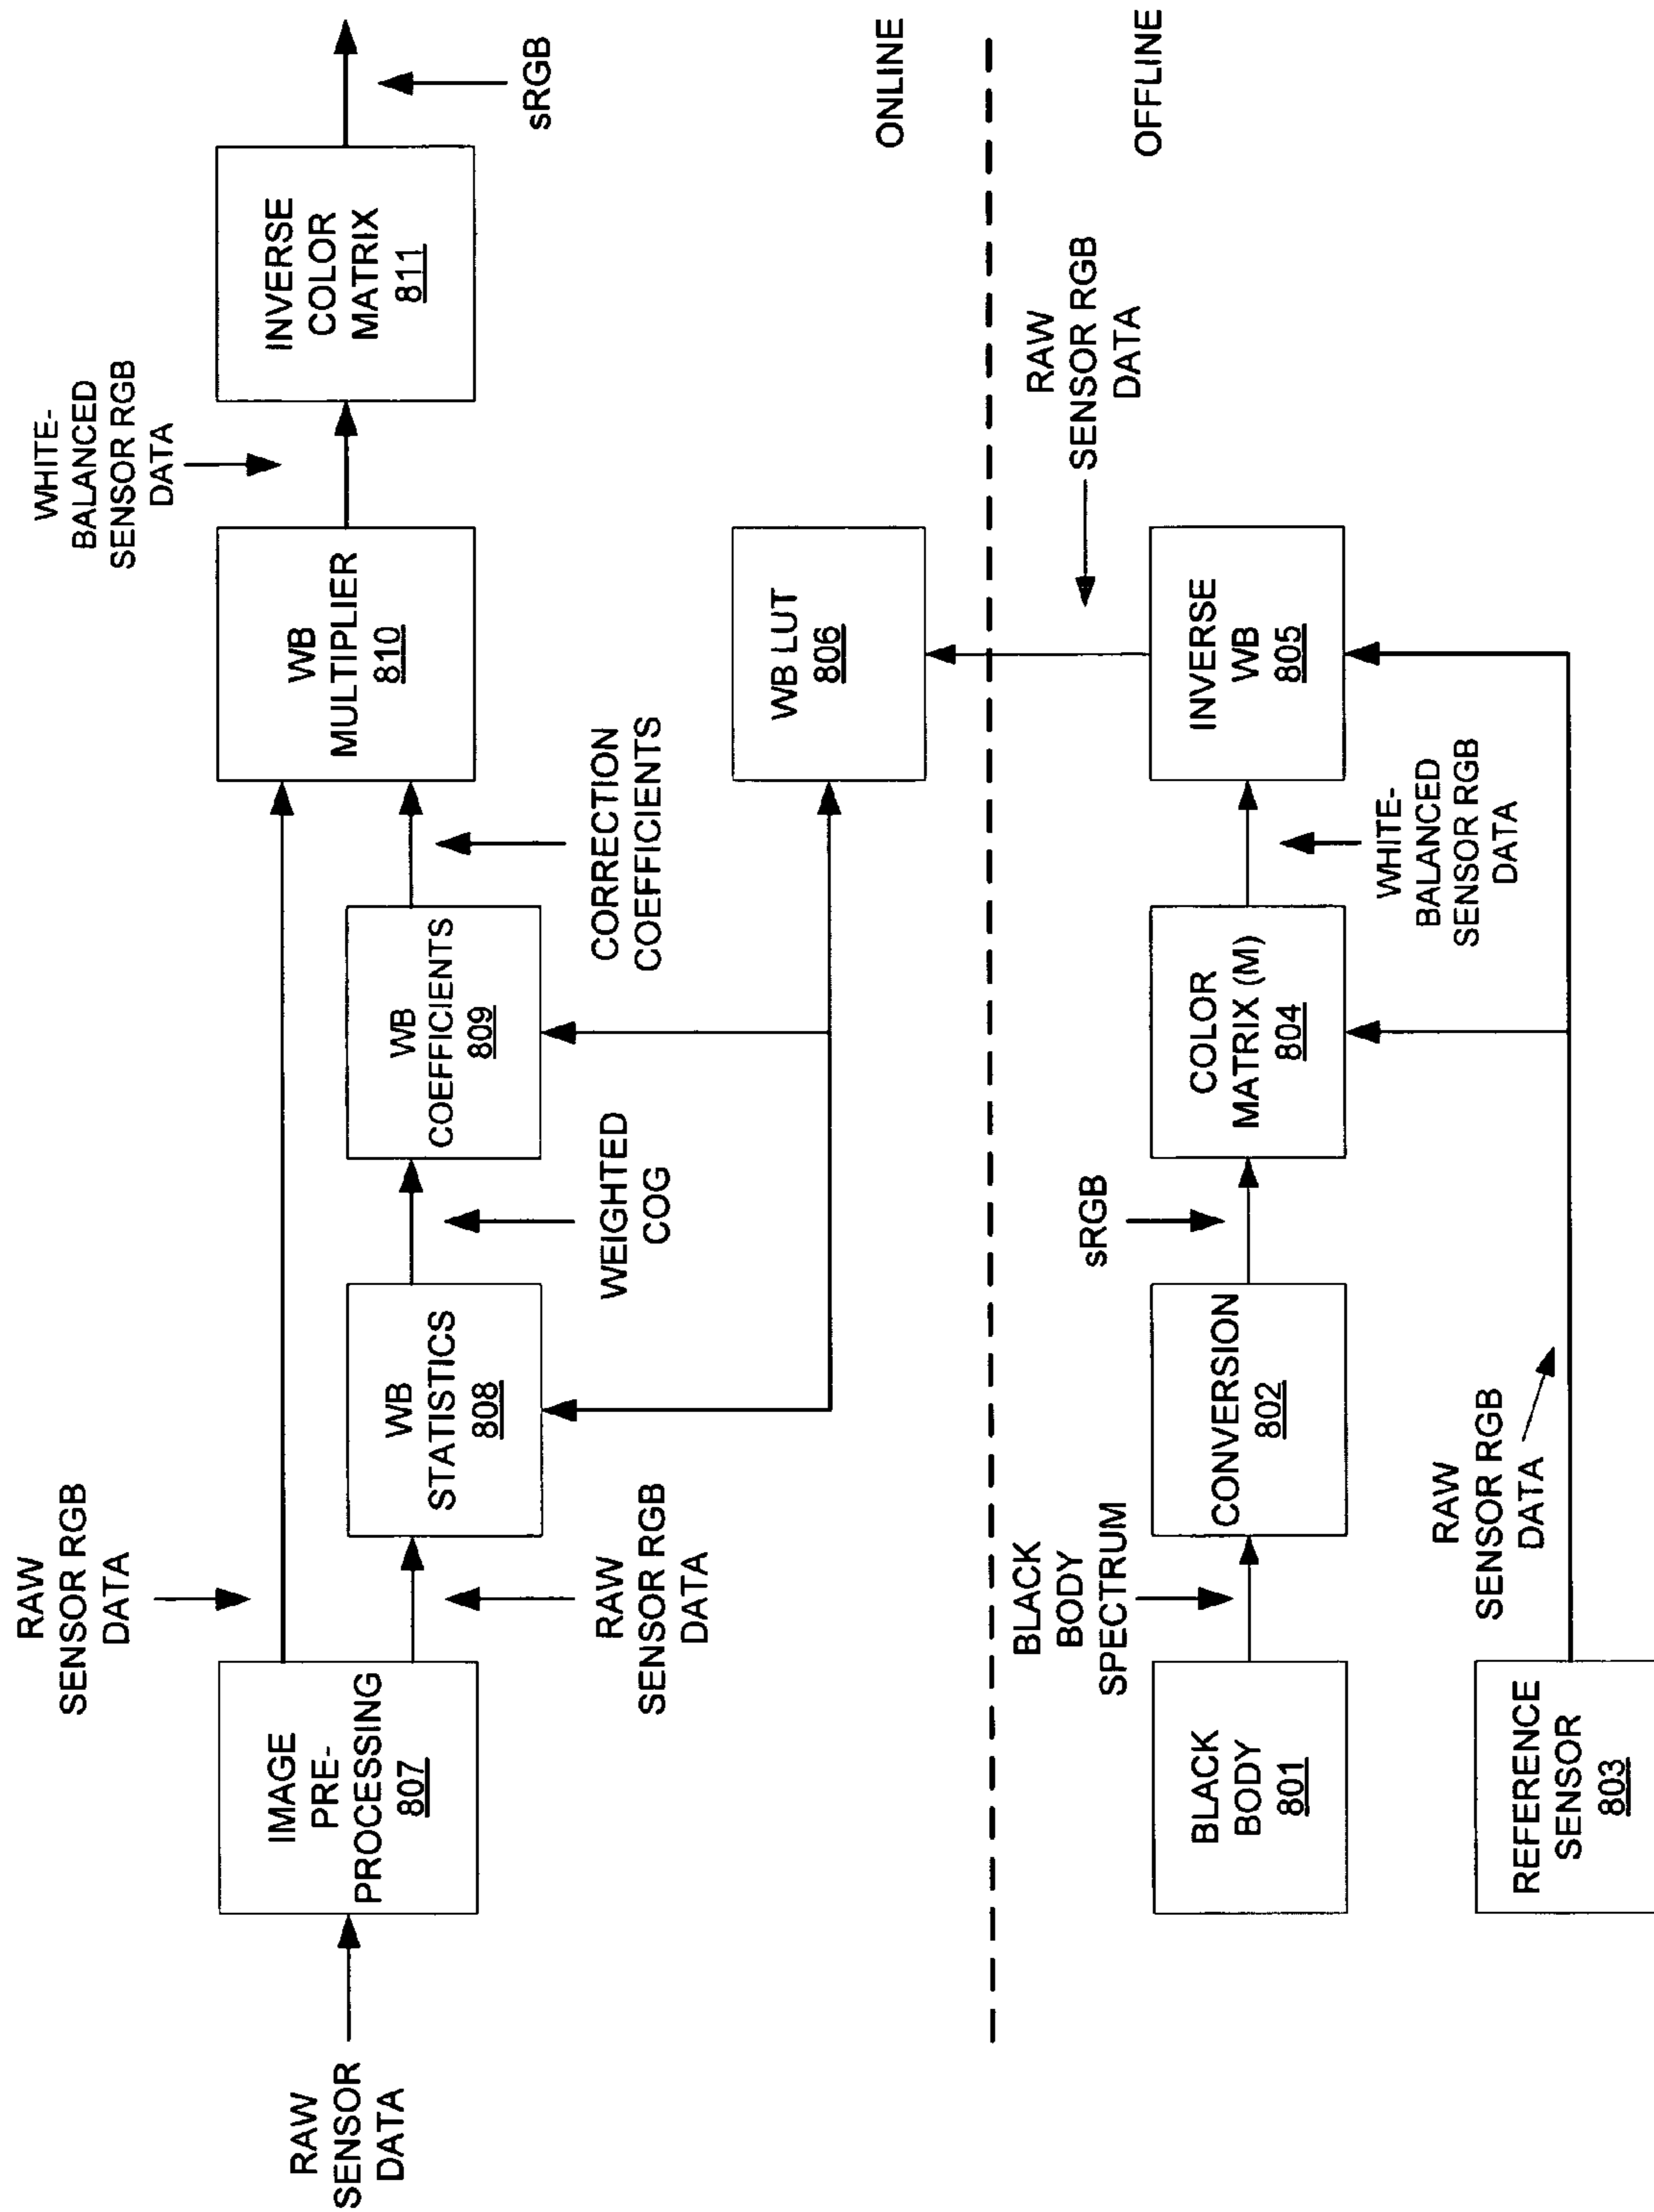 RAW
SENSOR
DATA
IMAGE
PRE-
PROCESSING
807
RAW
SENSOR RGB
DATA
RAW
SENSOR RGB
DATA
WB
STATISTICS
808
WEIGHTED
COG
WB
COEFFICIENTS
809
CORRECTION
COEFFICIENTS
WB
MULTIPLIER
810
WHITE-
BALANCED
SENSOR RGB
DATA
INVERSE
COLOR
MATRIX
811
sRGB
WB LUT
806
ONLINE
OFFLINE
BLACK
BODY
801
BLACK
BODY
SPECTRUM
CONVERSION
802
sRGB
COLOR
MATRIX (M)
804
WHITE-
BALANCED
SENSOR RGB
DATA
INVERSE
WB
805
RAW
SENSOR RGB
DATA
REFERENCE
SENSOR
803
RAW
SENSOR RGB
DATA